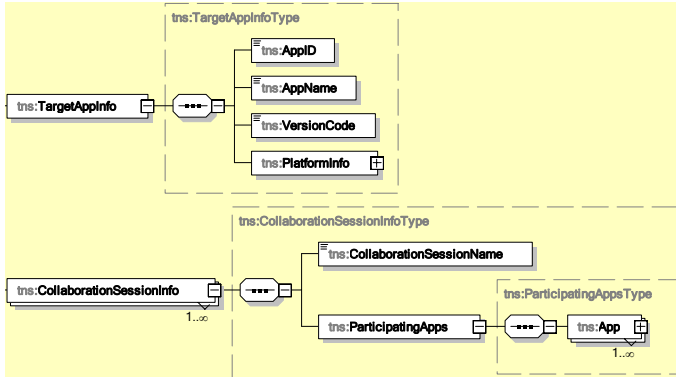 tns:TargetAppInfoType
tns:AppID
tns:AppName
tns:TargetAppInfo
tns:VersionCode
tns:PlatformInfo
tns:CollaborationSessionInfoType
tns:CollaborationSessionName
tns:CollaborationSessionInfo
1..∞
tns:ParticipatingAppsType
tns:ParticipatingApps
tns:App
1..∞